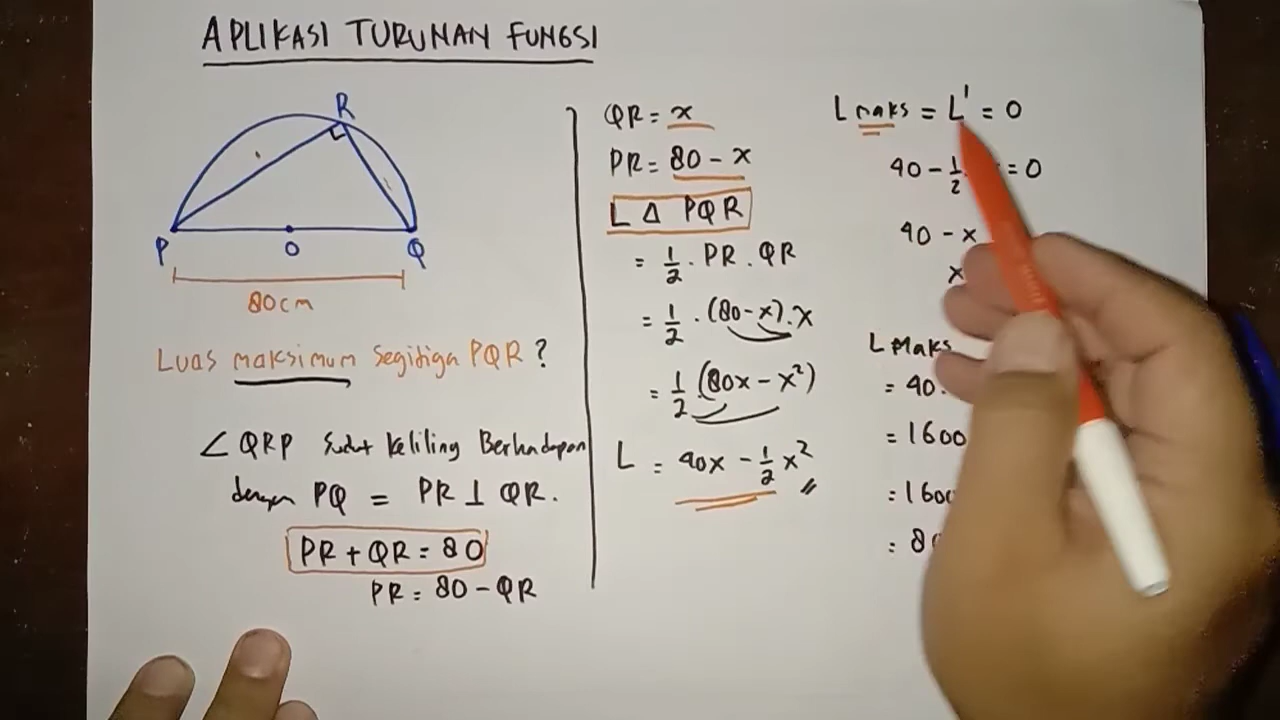 APLIKASI TURUNAN FUNGSI
R
P
O
Q
80cm
Luas maksimum Segitiga PQR ?
∠ QRP Sudut Keliling Berhadapan
dengan PQ = PR ⊥ QR.
PR + QR = 80
PR = 80 - QR
QR = x
PR = 80 - x
L Δ PQR
= 1/2 . PR . QR
= 1/2 . (80 - x) . x
= 1/2 (80x - x²)
L = 40x - 1/2 x²
L maks = L' = 0
40 - 1/2 = 0
40 - x
x
L Maks
= 40.
= 1600
= 160
= 8